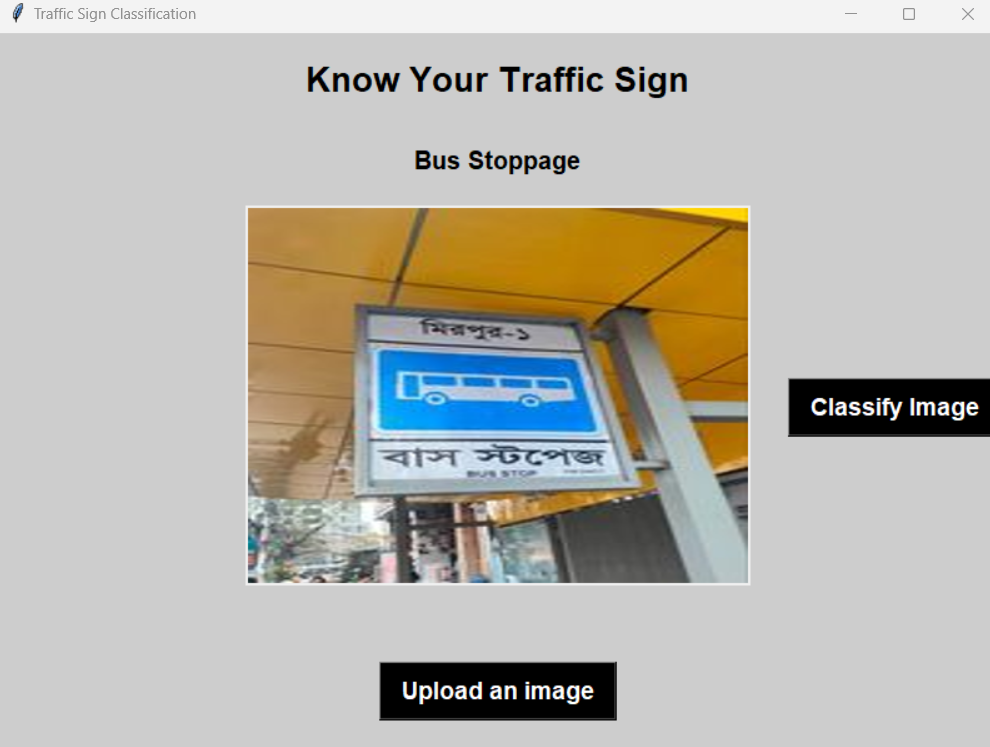 Traffic Sign Classification
Know Your Traffic Sign
Bus Stoppage
মিরপুর-১
বাস স্টপেজ
BUS STOP
Classify Image
Upload an image